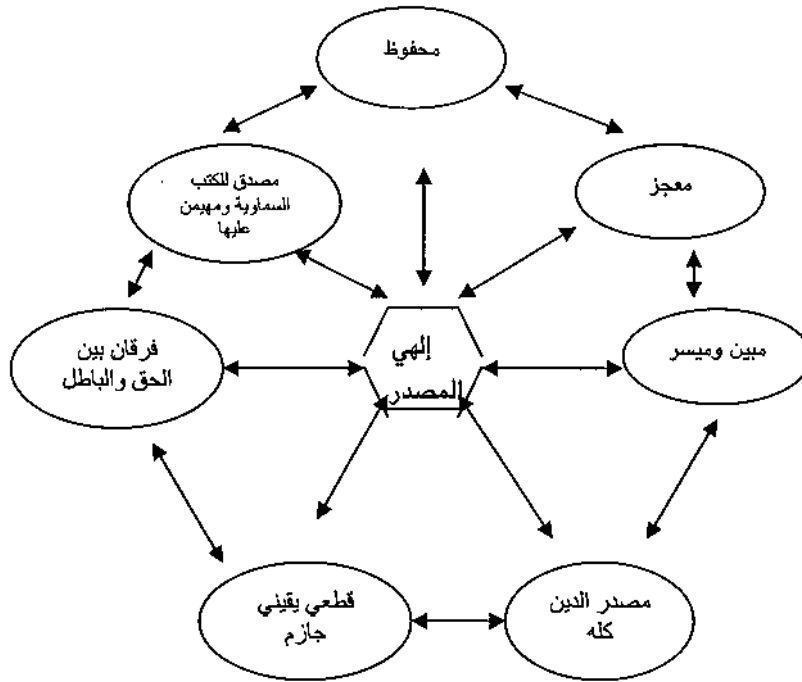 محفوظ
مصدق للكتب
السماوية ومهيمن
عليها
معجز
فرقان بين
الحق والباطل
إلهي
المصدر
مبين وميسر
قطعي يقيني
جازم
مصدر الدين
كله